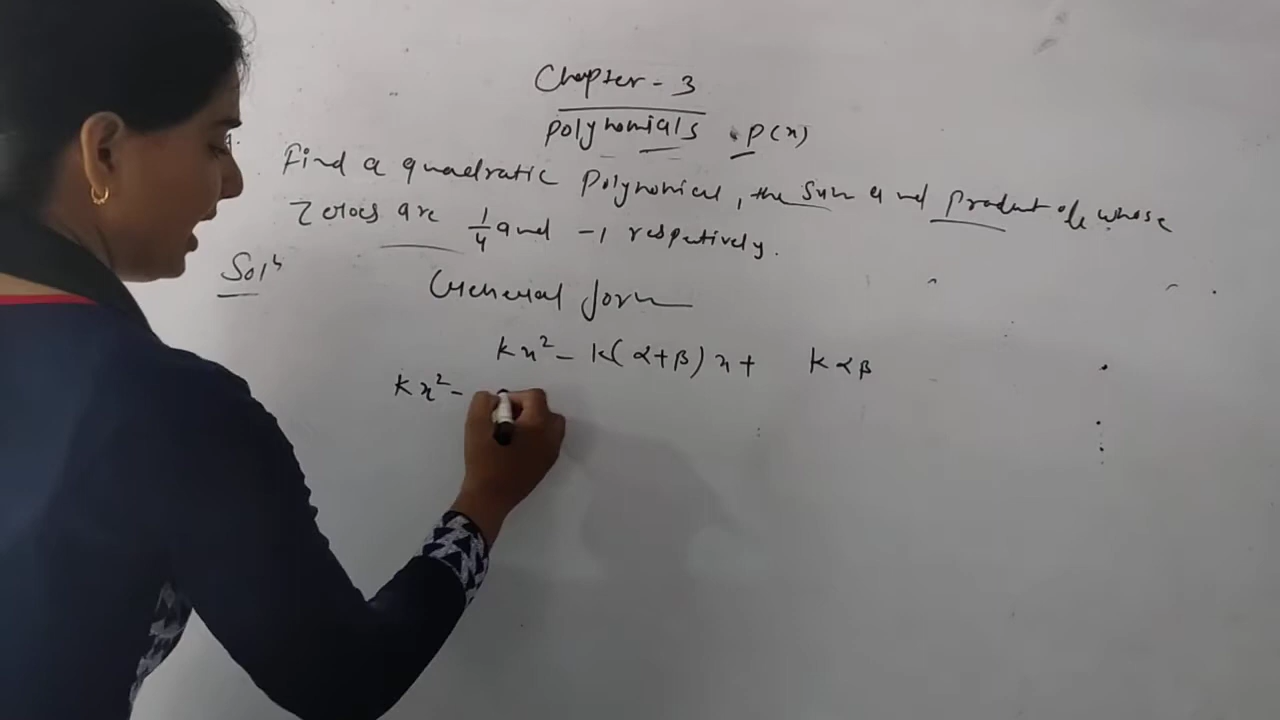 Chapter - 3
Polynomials . P(x)
Find a quadratic Polynomial, the sum and product of whose
Zeroes are 1/4 and -1 respectively.
Solⁿ
General form
kx² - k(α+β)x + kαβ
kx² -